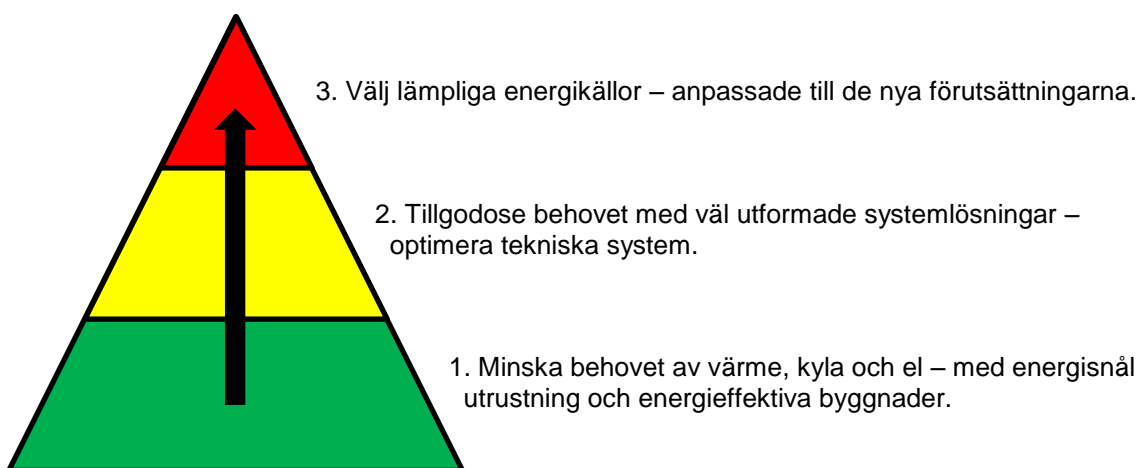 3. Välj lämpliga energikällor – anpassade till de nya förutsättningarna.
2. Tillgodose behovet med väl utformade systemlösningar –
optimera tekniska system.
1. Minska behovet av värme, kyla och el – med energisnål
utrustning och energieffektiva byggnader.